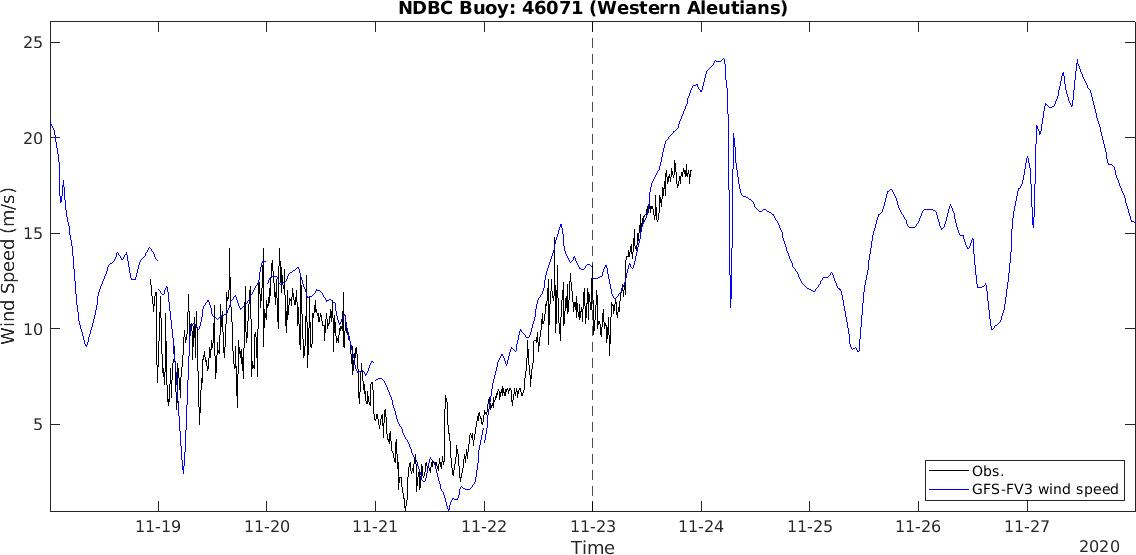 NDBC Buoy: 46071 (Western Aleutians)
25
20
15
10
5
Wind Speed (m/s)
Obs.
GFS-FV3 wind speed
11-19 11-20 11-21 11-22 11-23 11-24 11-25 11-26 11-27
Time
2020